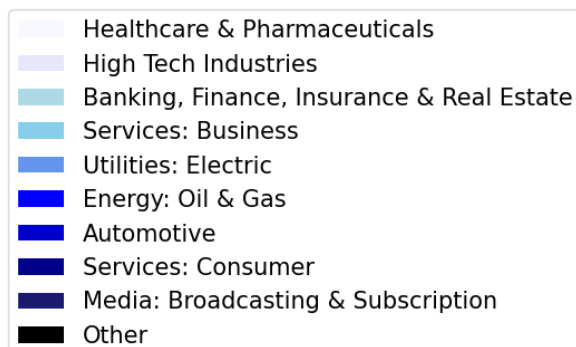 Healthcare & Pharmaceuticals
High Tech Industries
Banking, Finance, Insurance & Real Estate
Services: Business
Utilities: Electric
Energy: Oil & Gas
Automotive
Services: Consumer
Media: Broadcasting & Subscription
Other